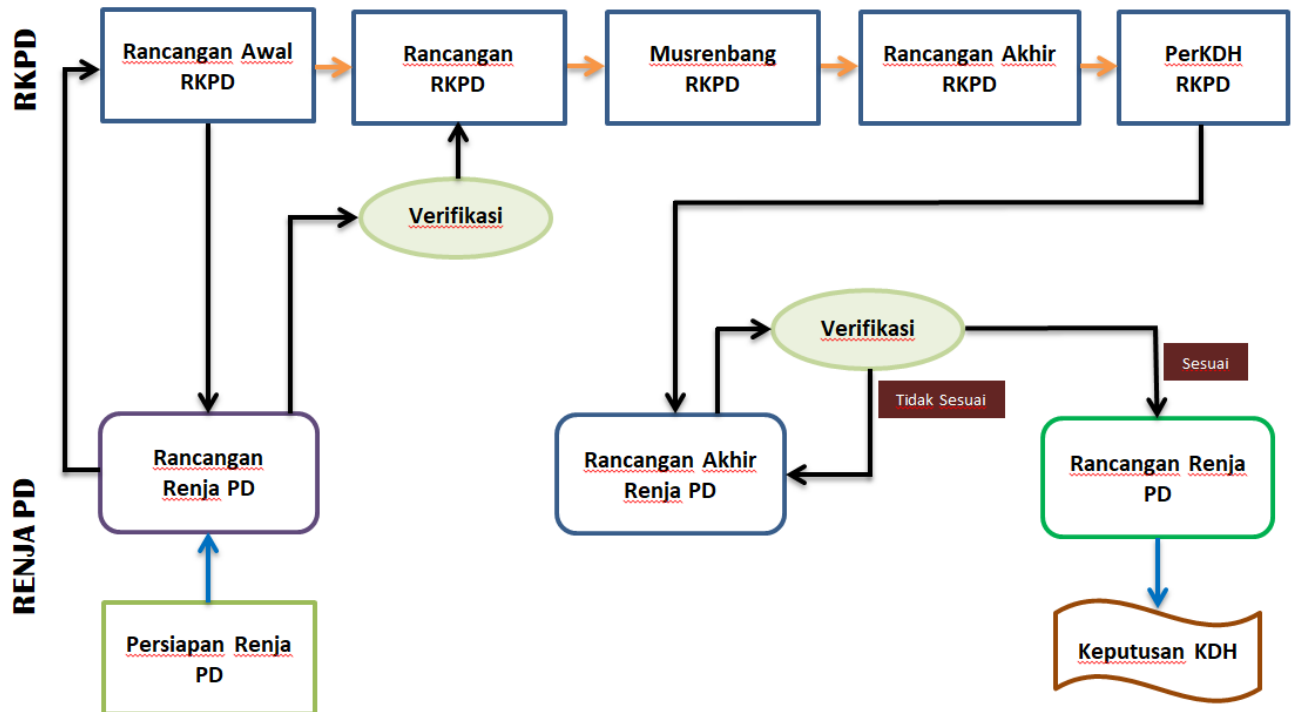 RKPD
Rancangan Awal
RKPD
Rancangan
RKPD
Musrenbang
RKPD
Rancangan Akhir
RKPD
PerKDH
RKPD
Verifikasi
Verifikasi
Sesuai
Tidak Sesuai
RENJA PD
Rancangan
Renja PD
Rancangan Akhir
Renja PD
Rancangan Renja
PD
Persiapan Renja
PD
Keputusan KDH